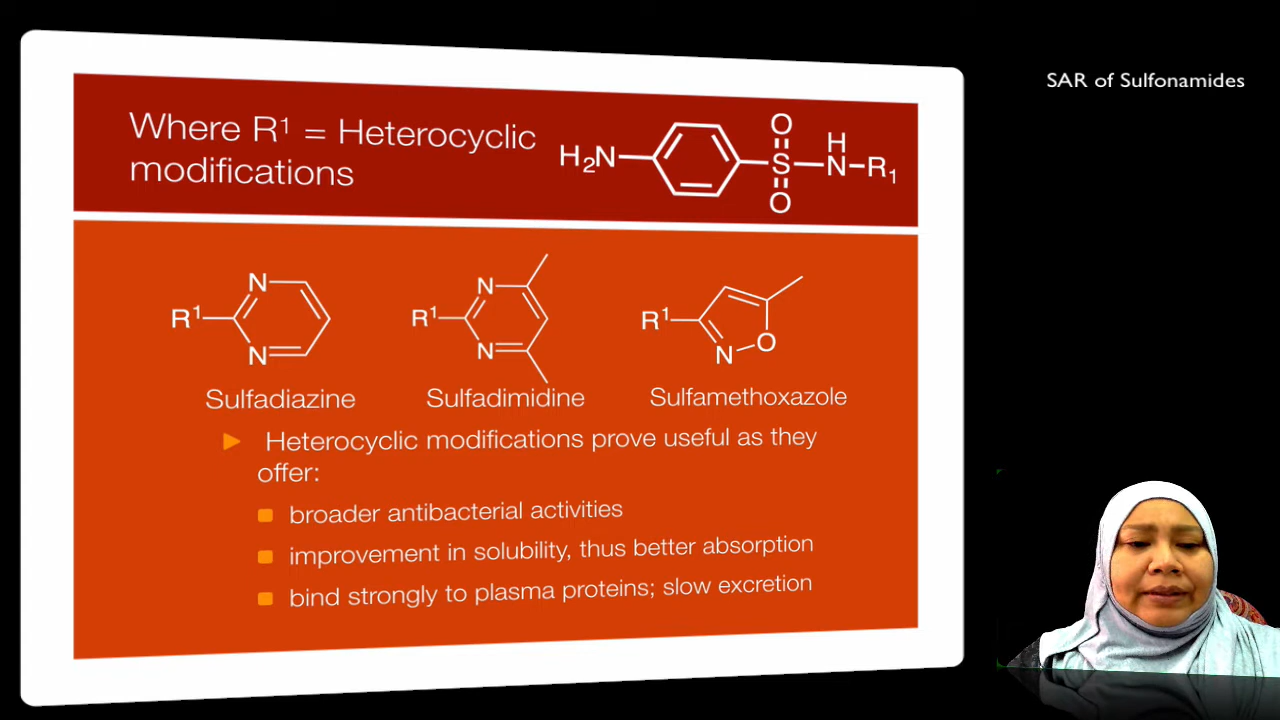 SAR of Sulfonamides
Where R¹ = Heterocyclic
modifications
H₂N
O
S
O
H
N
R₁
R¹
N
N
R¹
N
N
R¹
N
O
Sulfadiazine
Sulfadimidine
Sulfamethoxazole
Heterocyclic modifications prove useful as they
offer:
broader antibacterial activities
improvement in solubility, thus better absorption
bind strongly to plasma proteins; slow excretion